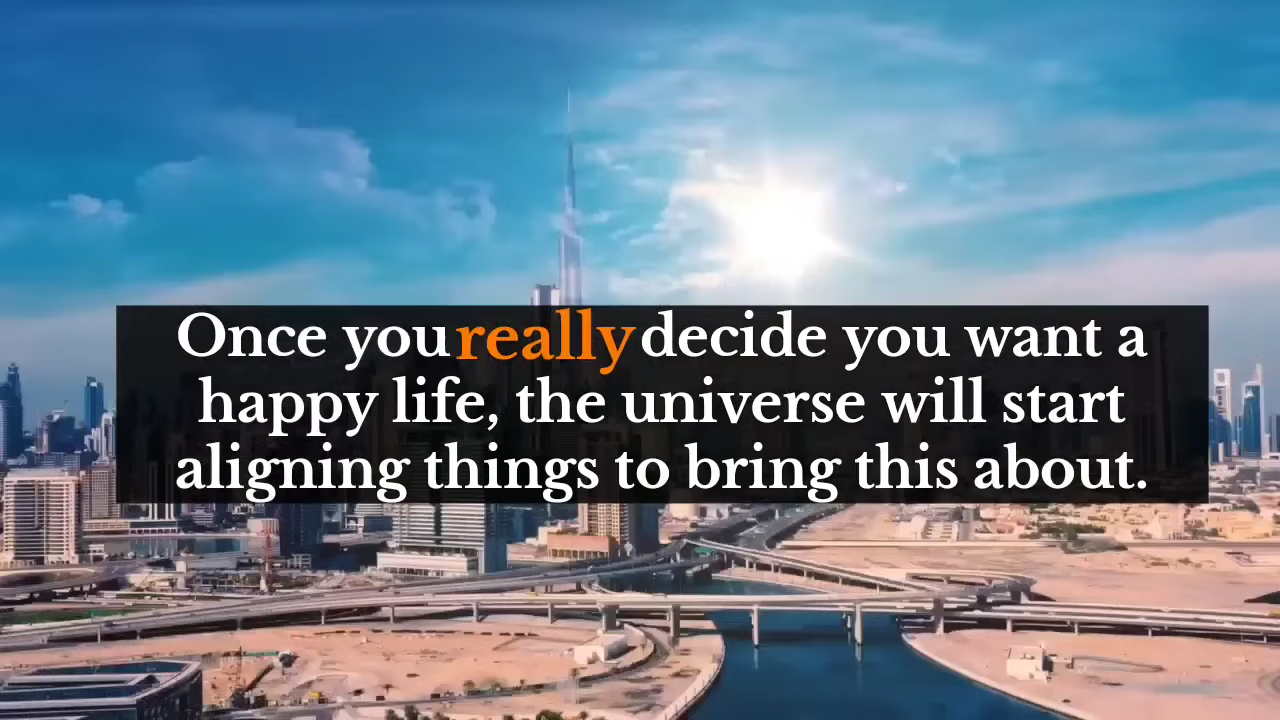 Once you really decide you want a
happy life, the universe will start
aligning things to bring this about.